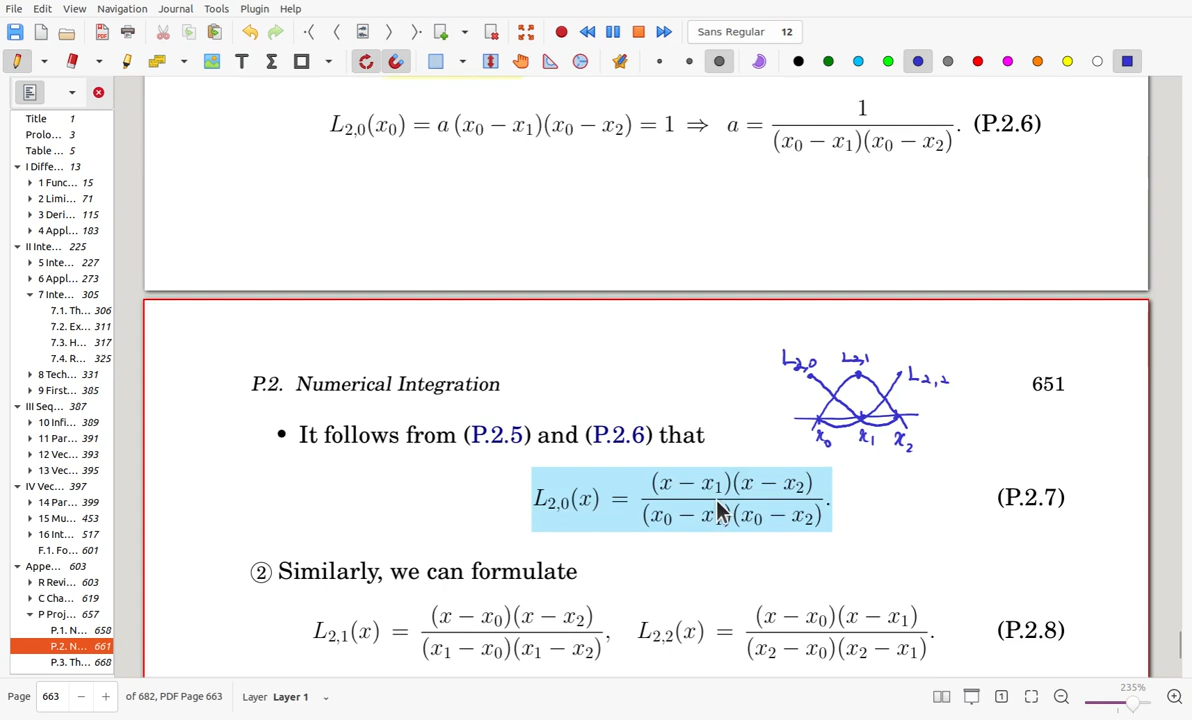 File Edit View Navigation Journal Tools Plugin Help
Sans Regular 12
Title 1
Prolo... 3
Table ... 5
I Diffe... 13
1 Func... 15
2 Limi... 71
3 Deri... 115
4 Appl... 183
II Inte... 225
5 Inte... 227
6 Appl... 273
7 Inte... 305
7.1. Th... 306
7.2. Ex... 311
7.3. H... 317
7.4. R... 325
8 Tech... 331
9 First... 385
III Seq... 387
10 Infi... 389
11 Par... 391
12 Vec... 393
13 Vec... 395
IV Vec... 397
14 Par... 399
15 Mu... 453
16 Int... 517
F.1. Fo... 601
Appe... 603
R Revi... 603
C Cha... 619
P Proj... 657
P.1. N... 658
P.2. N... 661
P.3. Th... 668
L₂,₀(x₀) = a (x₀ − x₁)(x₀ − x₂) = 1 ⇒ a = 1 / ((x₀ − x₁)(x₀ − x₂)). (P.2.6)
P.2. Numerical Integration 651
L₂,₀ L₂,₁ L₂,₂
x₀ x₁ x₂
• It follows from (P.2.5) and (P.2.6) that
L₂,₀(x) = (x − x₁)(x − x₂) / ((x₀ − x₁)(x₀ − x₂)). (P.2.7)
② Similarly, we can formulate
L₂,₁(x) = (x − x₀)(x − x₂) / ((x₁ − x₀)(x₁ − x₂)), L₂,₂(x) = (x − x₀)(x − x₁) / ((x₂ − x₀)(x₂ − x₁)). (P.2.8)
Page 663 − + of 682, PDF Page 663 Layer Layer 1 235%